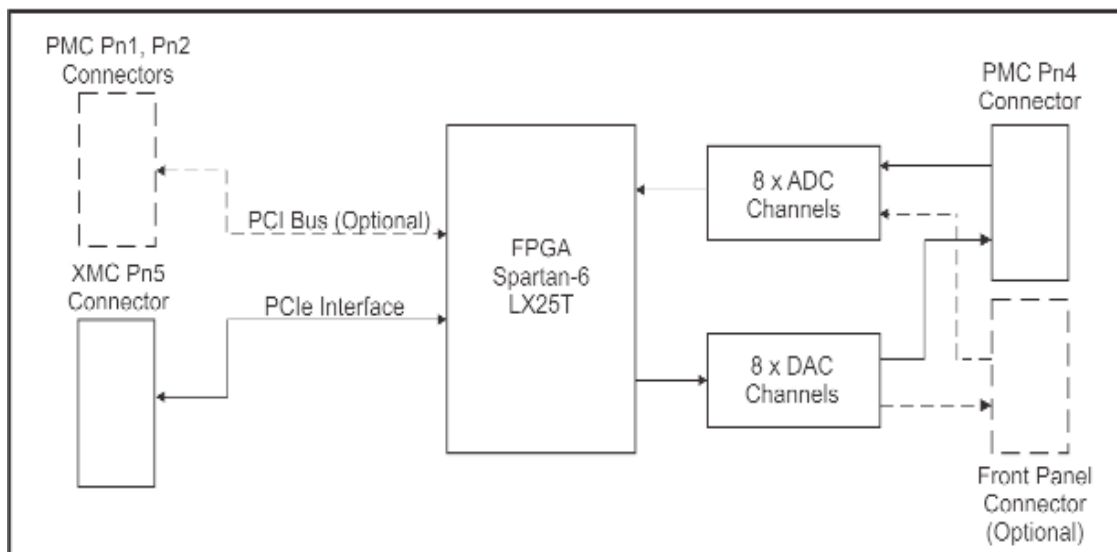 PMC Pn1, Pn2
Connectors
PCI Bus (Optional)
XMC Pn5
Connector
PCIe Interface
FPGA
Spartan-6
LX25T
8 x ADC
Channels
8 x DAC
Channels
PMC Pn4
Connector
Front Panel
Connector
(Optional)